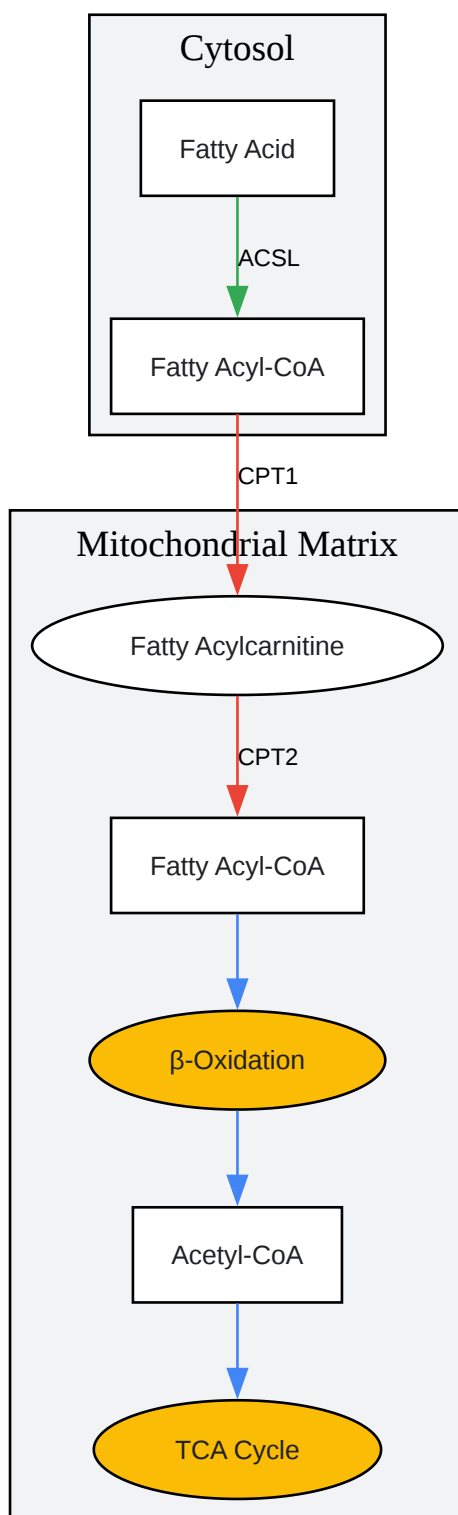 Cytosol
Fatty Acid
ACSL
Fatty Acyl-CoA
CPT1
Mitochondrial Matrix
Fatty Acylcarnitine
CPT2
Fatty Acyl-CoA
β-Oxidation
Acetyl-CoA
TCA Cycle